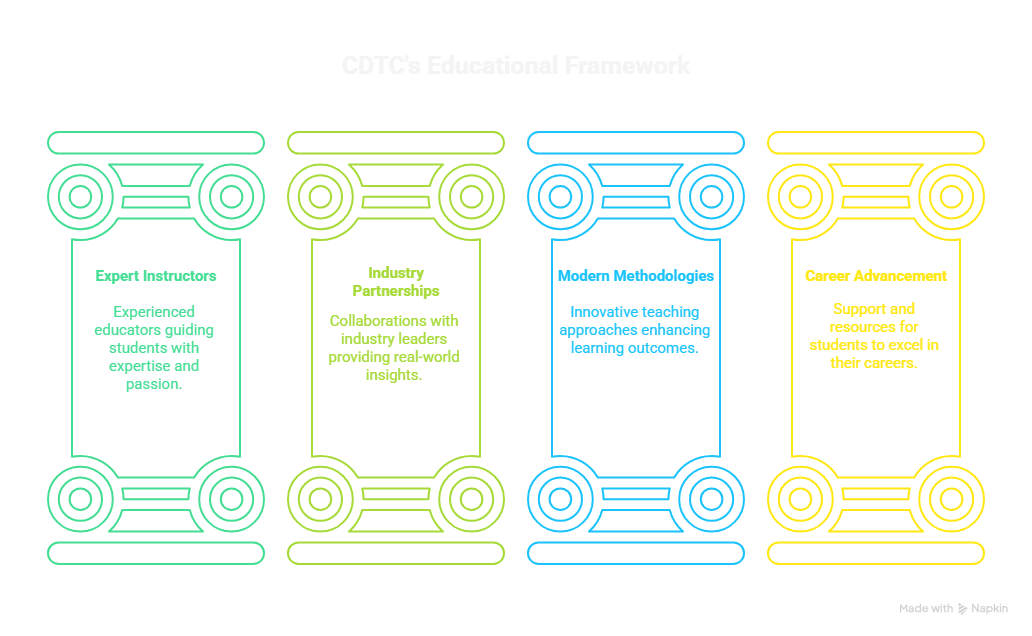 CDTC's Educational Framework
Expert Instructors
Experienced
educators guiding
students with
expertise and
passion.
Industry
Partnerships
Collaborations with
industry leaders
providing real-world
insights.
Modern Methodologies
Innovative teaching
approaches enhancing
learning outcomes.
Career Advancement
Support and
resources for
students to excel in
their careers.
Made with Napkin